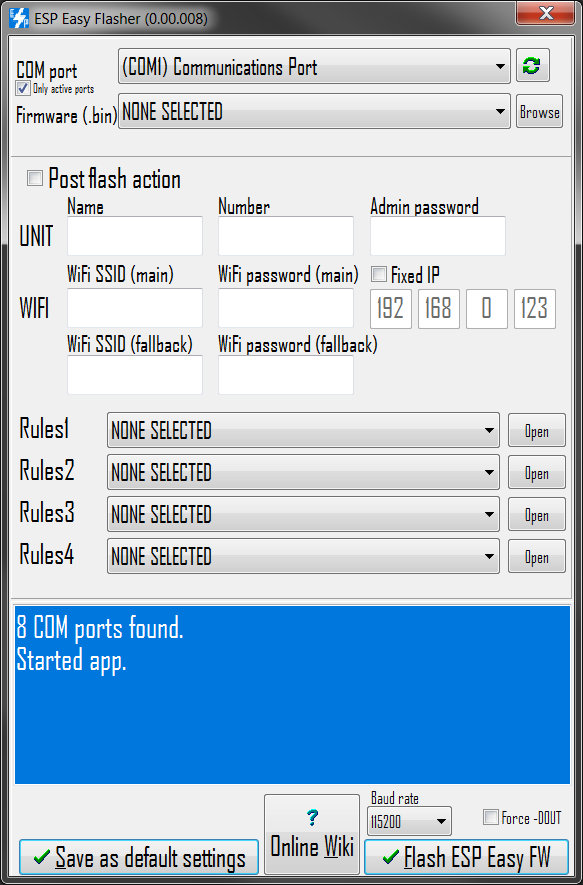 ESP Easy Flasher (0.00.008)
COM port
(COM1) Communications Port
Only active ports
Firmware (.bin)
NONE SELECTED
Browse
Post flash action
Name Number Admin password
UNIT
WiFi SSID (main) WiFi password (main) Fixed IP
WIFI
192 168 0 123
WiFi SSID (fallback) WiFi password (fallback)
Rules1 NONE SELECTED Open
Rules2 NONE SELECTED Open
Rules3 NONE SELECTED Open
Rules4 NONE SELECTED Open
8 COM ports found.
Started app.
Baud rate
? 115200 Force -DOUT
Online Wiki
Save as default settings Flash ESP Easy FW